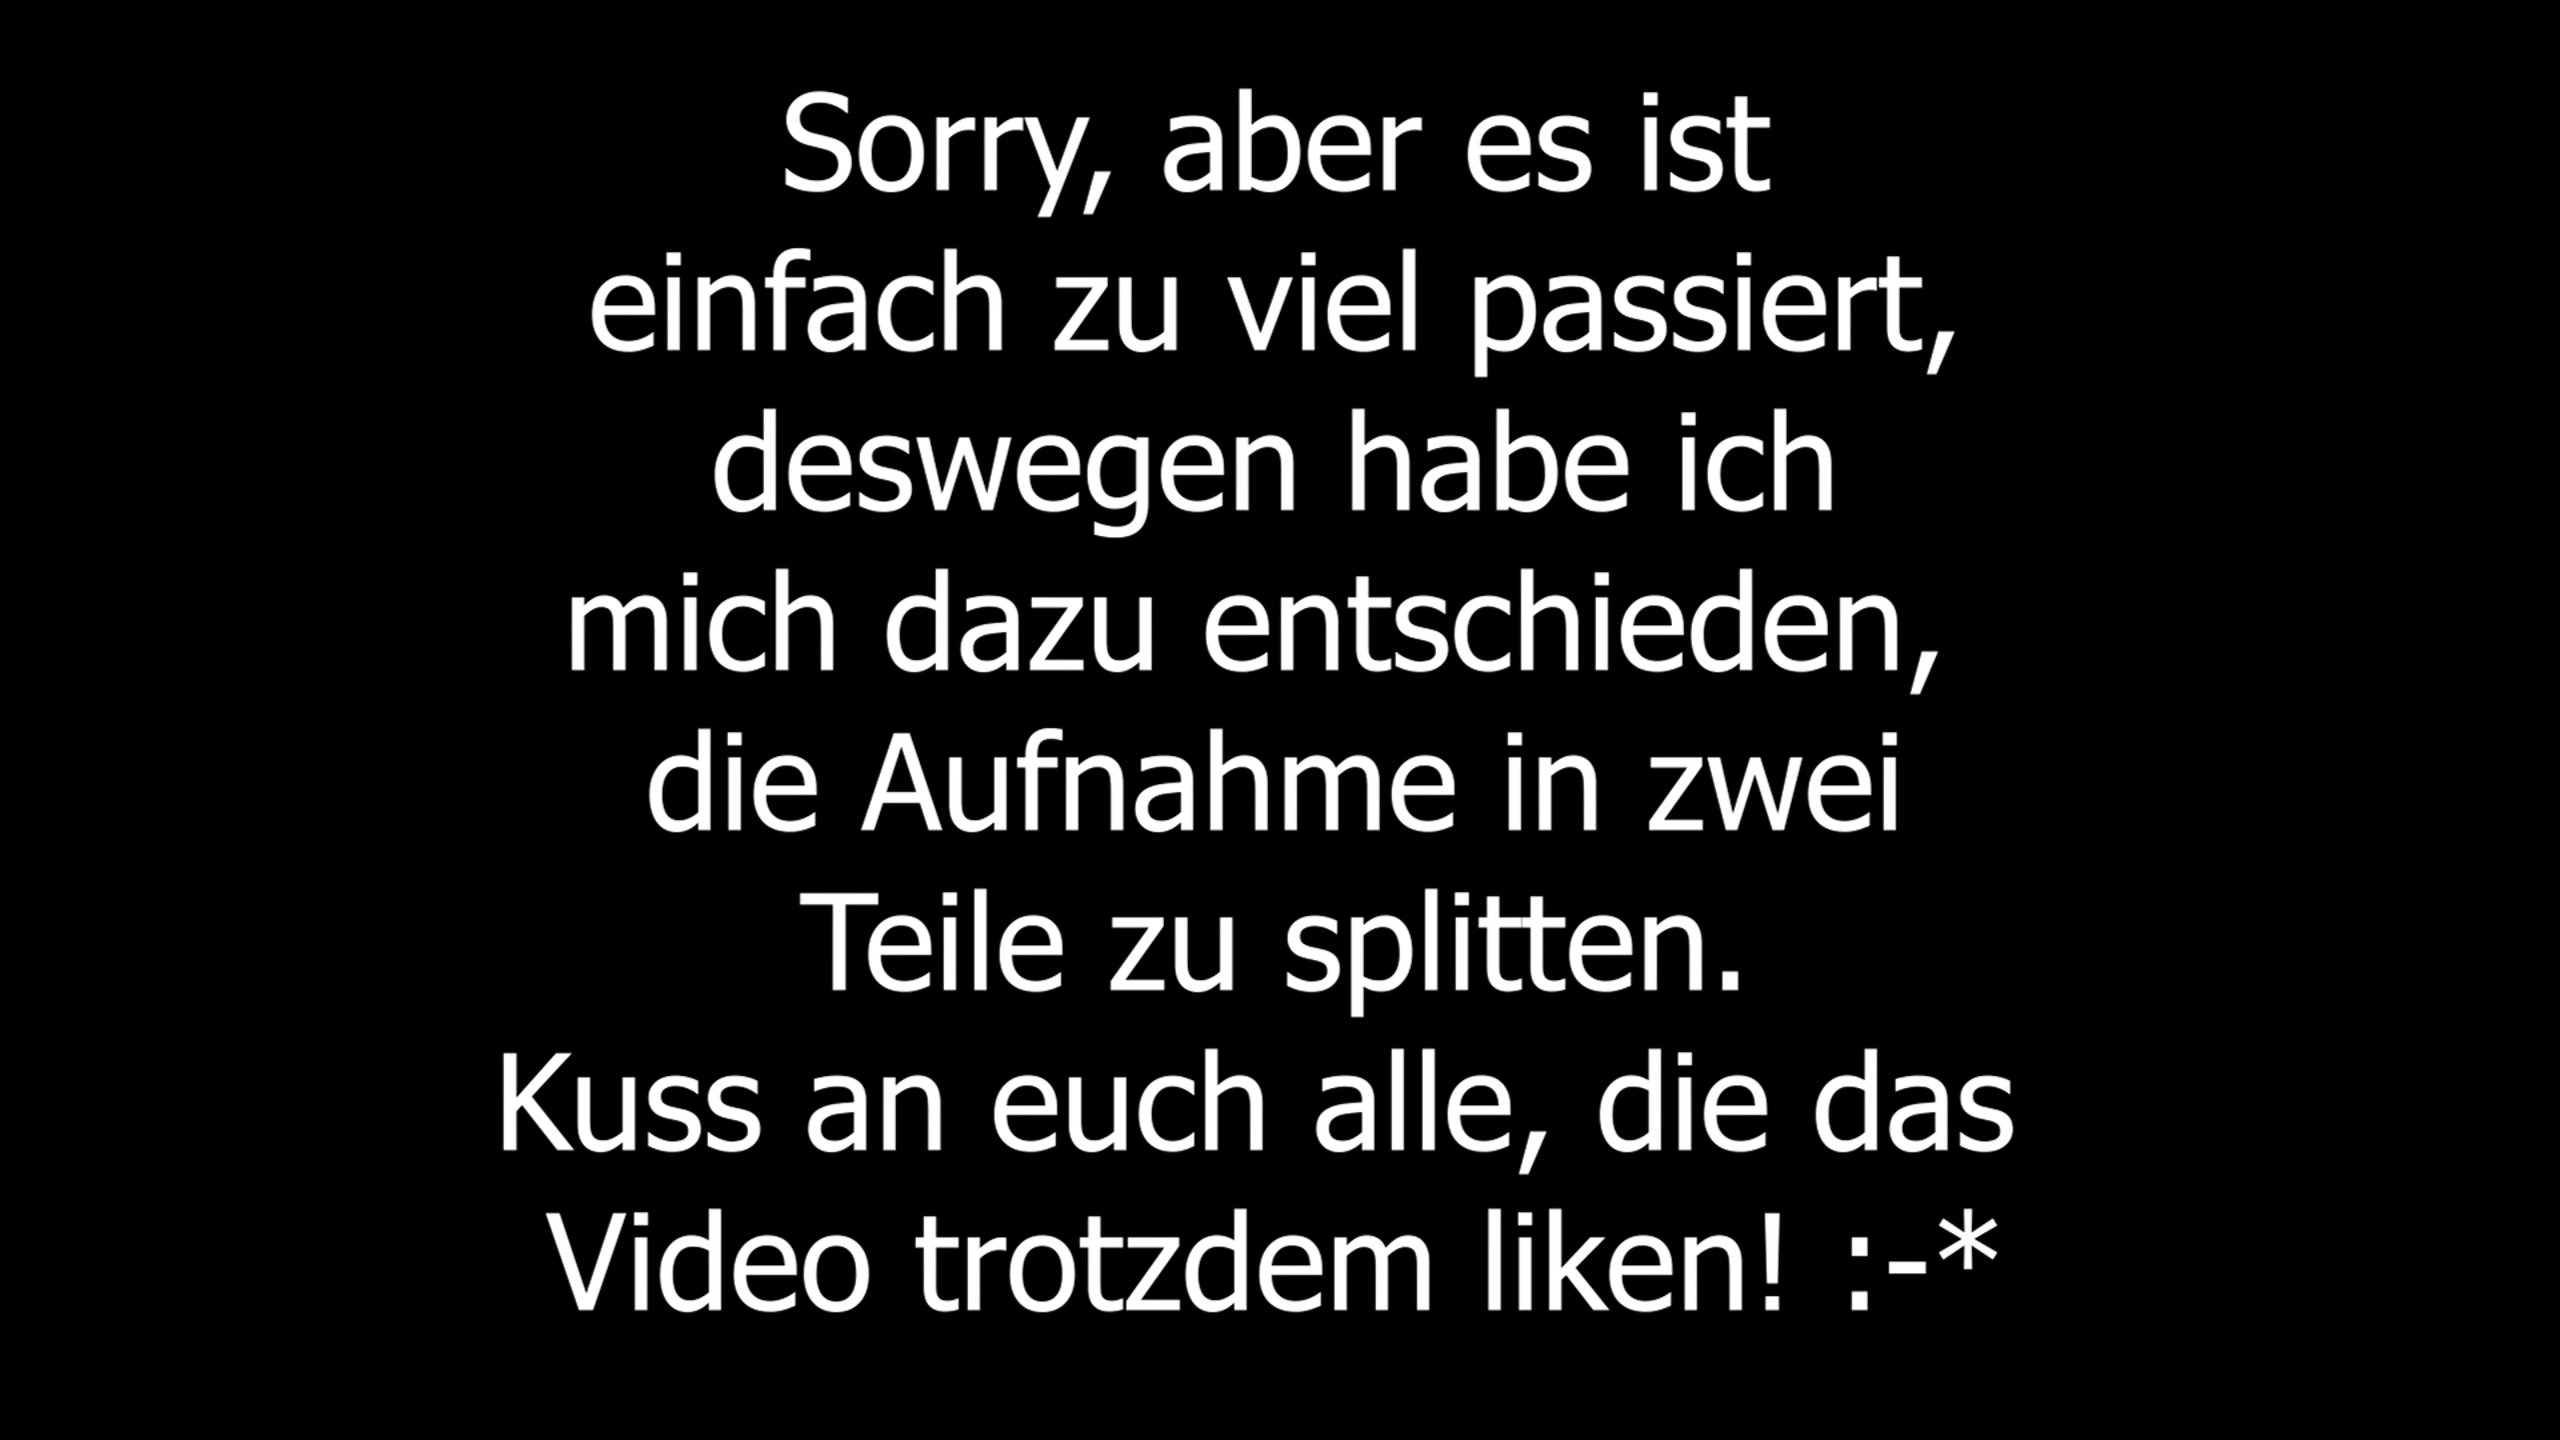 Sorry, aber es ist
einfach zu viel passiert,
deswegen habe ich
mich dazu entschieden,
die Aufnahme in zwei
Teile zu splitten.
Kuss an euch alle, die das
Video trotzdem liken! :-*